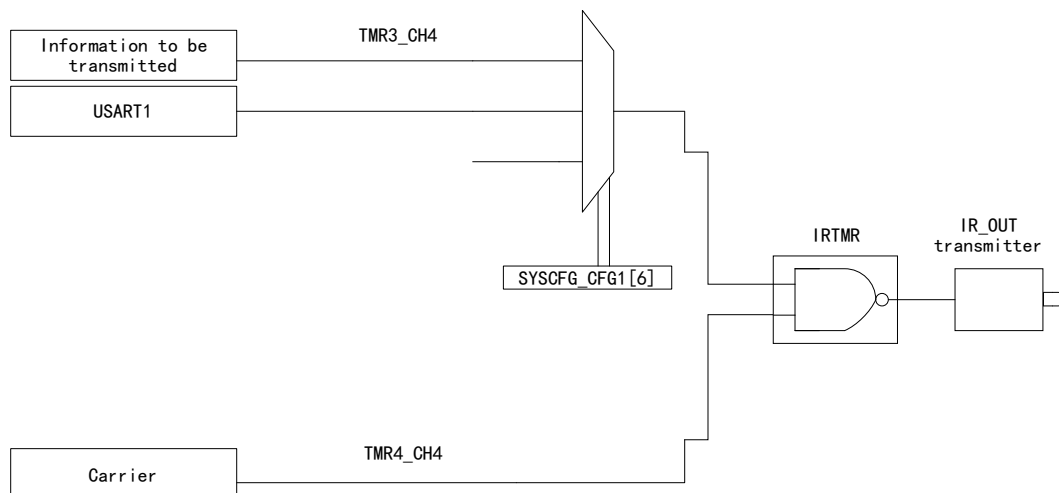 TMR3_CH4
Information to be
transmitted
USART1
IRTMR
IR_OUT
transmitter
SYSCFG_CFG1[6]
TMR4_CH4
Carrier